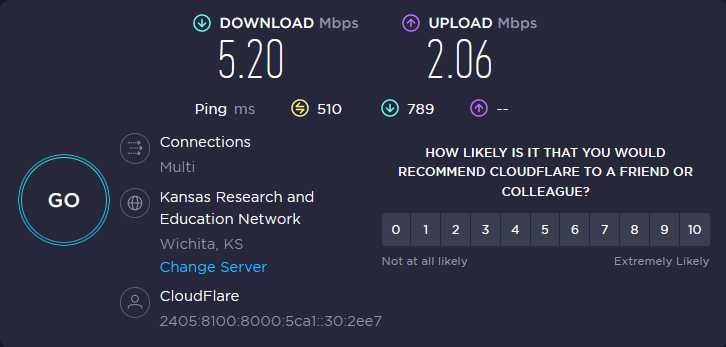 DOWNLOAD Mbps
UPLOAD Mbps
5.20
2.06
Ping ms 510 789 --
GO
Connections
Multi
Kansas Research and
Education Network
Wichita, KS
Change Server
CloudFlare
2405:8100:8000:5ca1::30:2ee7
HOW LIKELY IS IT THAT YOU WOULD
RECOMMEND CLOUDFLARE TO A FRIEND OR
COLLEAGUE?
0 1 2 3 4 5 6 7 8 9 10
Not at all likely
Extremely Likely